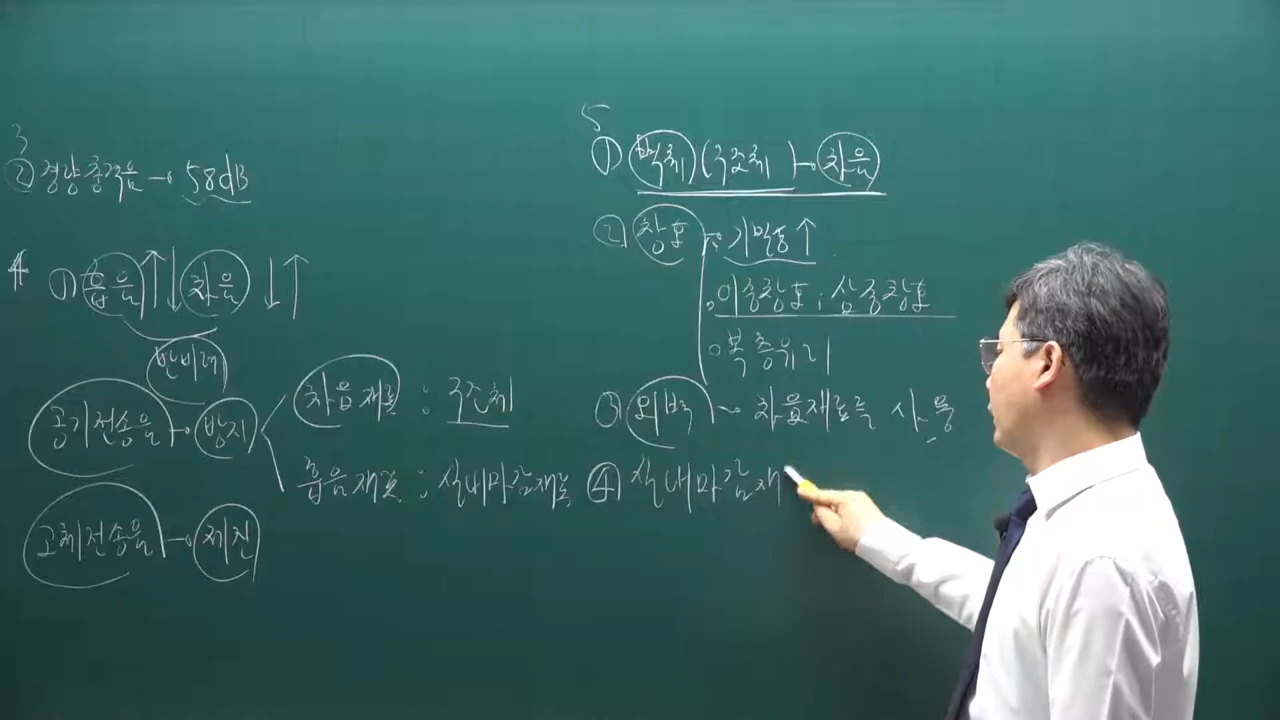 3
② 경량충격음 → 58dB
4 ① 흡음 ↑↓ 차음 ↓↑
반비례
공기전송음 → 방지
차음재료 : 구조체
흡음재료 : 실내마감재료
고체전송음 → 제진
5
① 벽체(구조체) → 차음
② 창호 → 기밀성↑
이중창호, 삼중창호
복층유리
③ 외벽 → 차음재료를 사용
④ 실내마감재